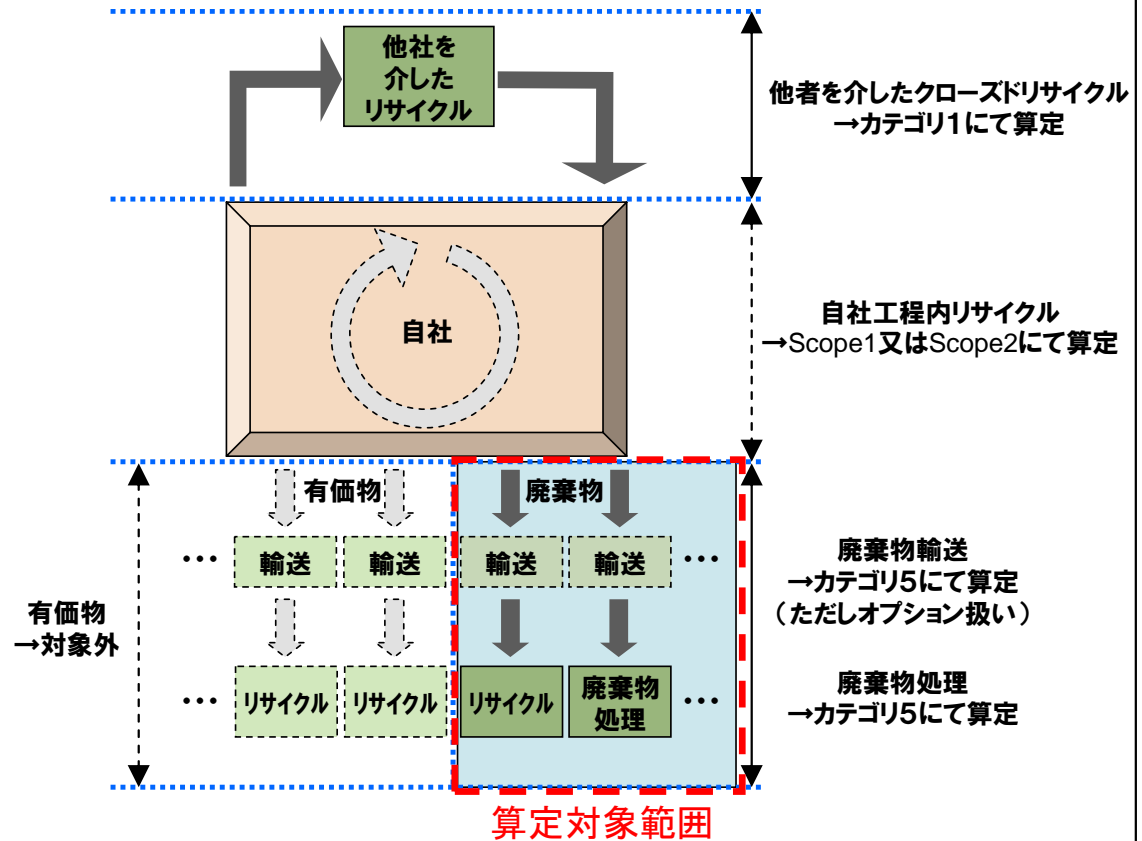 他社を
介した
リサイクル
他者を介したクローズドリサイクル
→カテゴリ1にて算定
自社
自社工程内リサイクル
→Scope1又はScope2にて算定
有価物
廃棄物
… 輸送 輸送 輸送 輸送 …
廃棄物輸送
→カテゴリ5にて算定
(ただしオプション扱い)
有価物
→対象外
… リサイクル リサイクル リサイクル 廃棄物
処理 …
廃棄物処理
→カテゴリ5にて算定
算定対象範囲